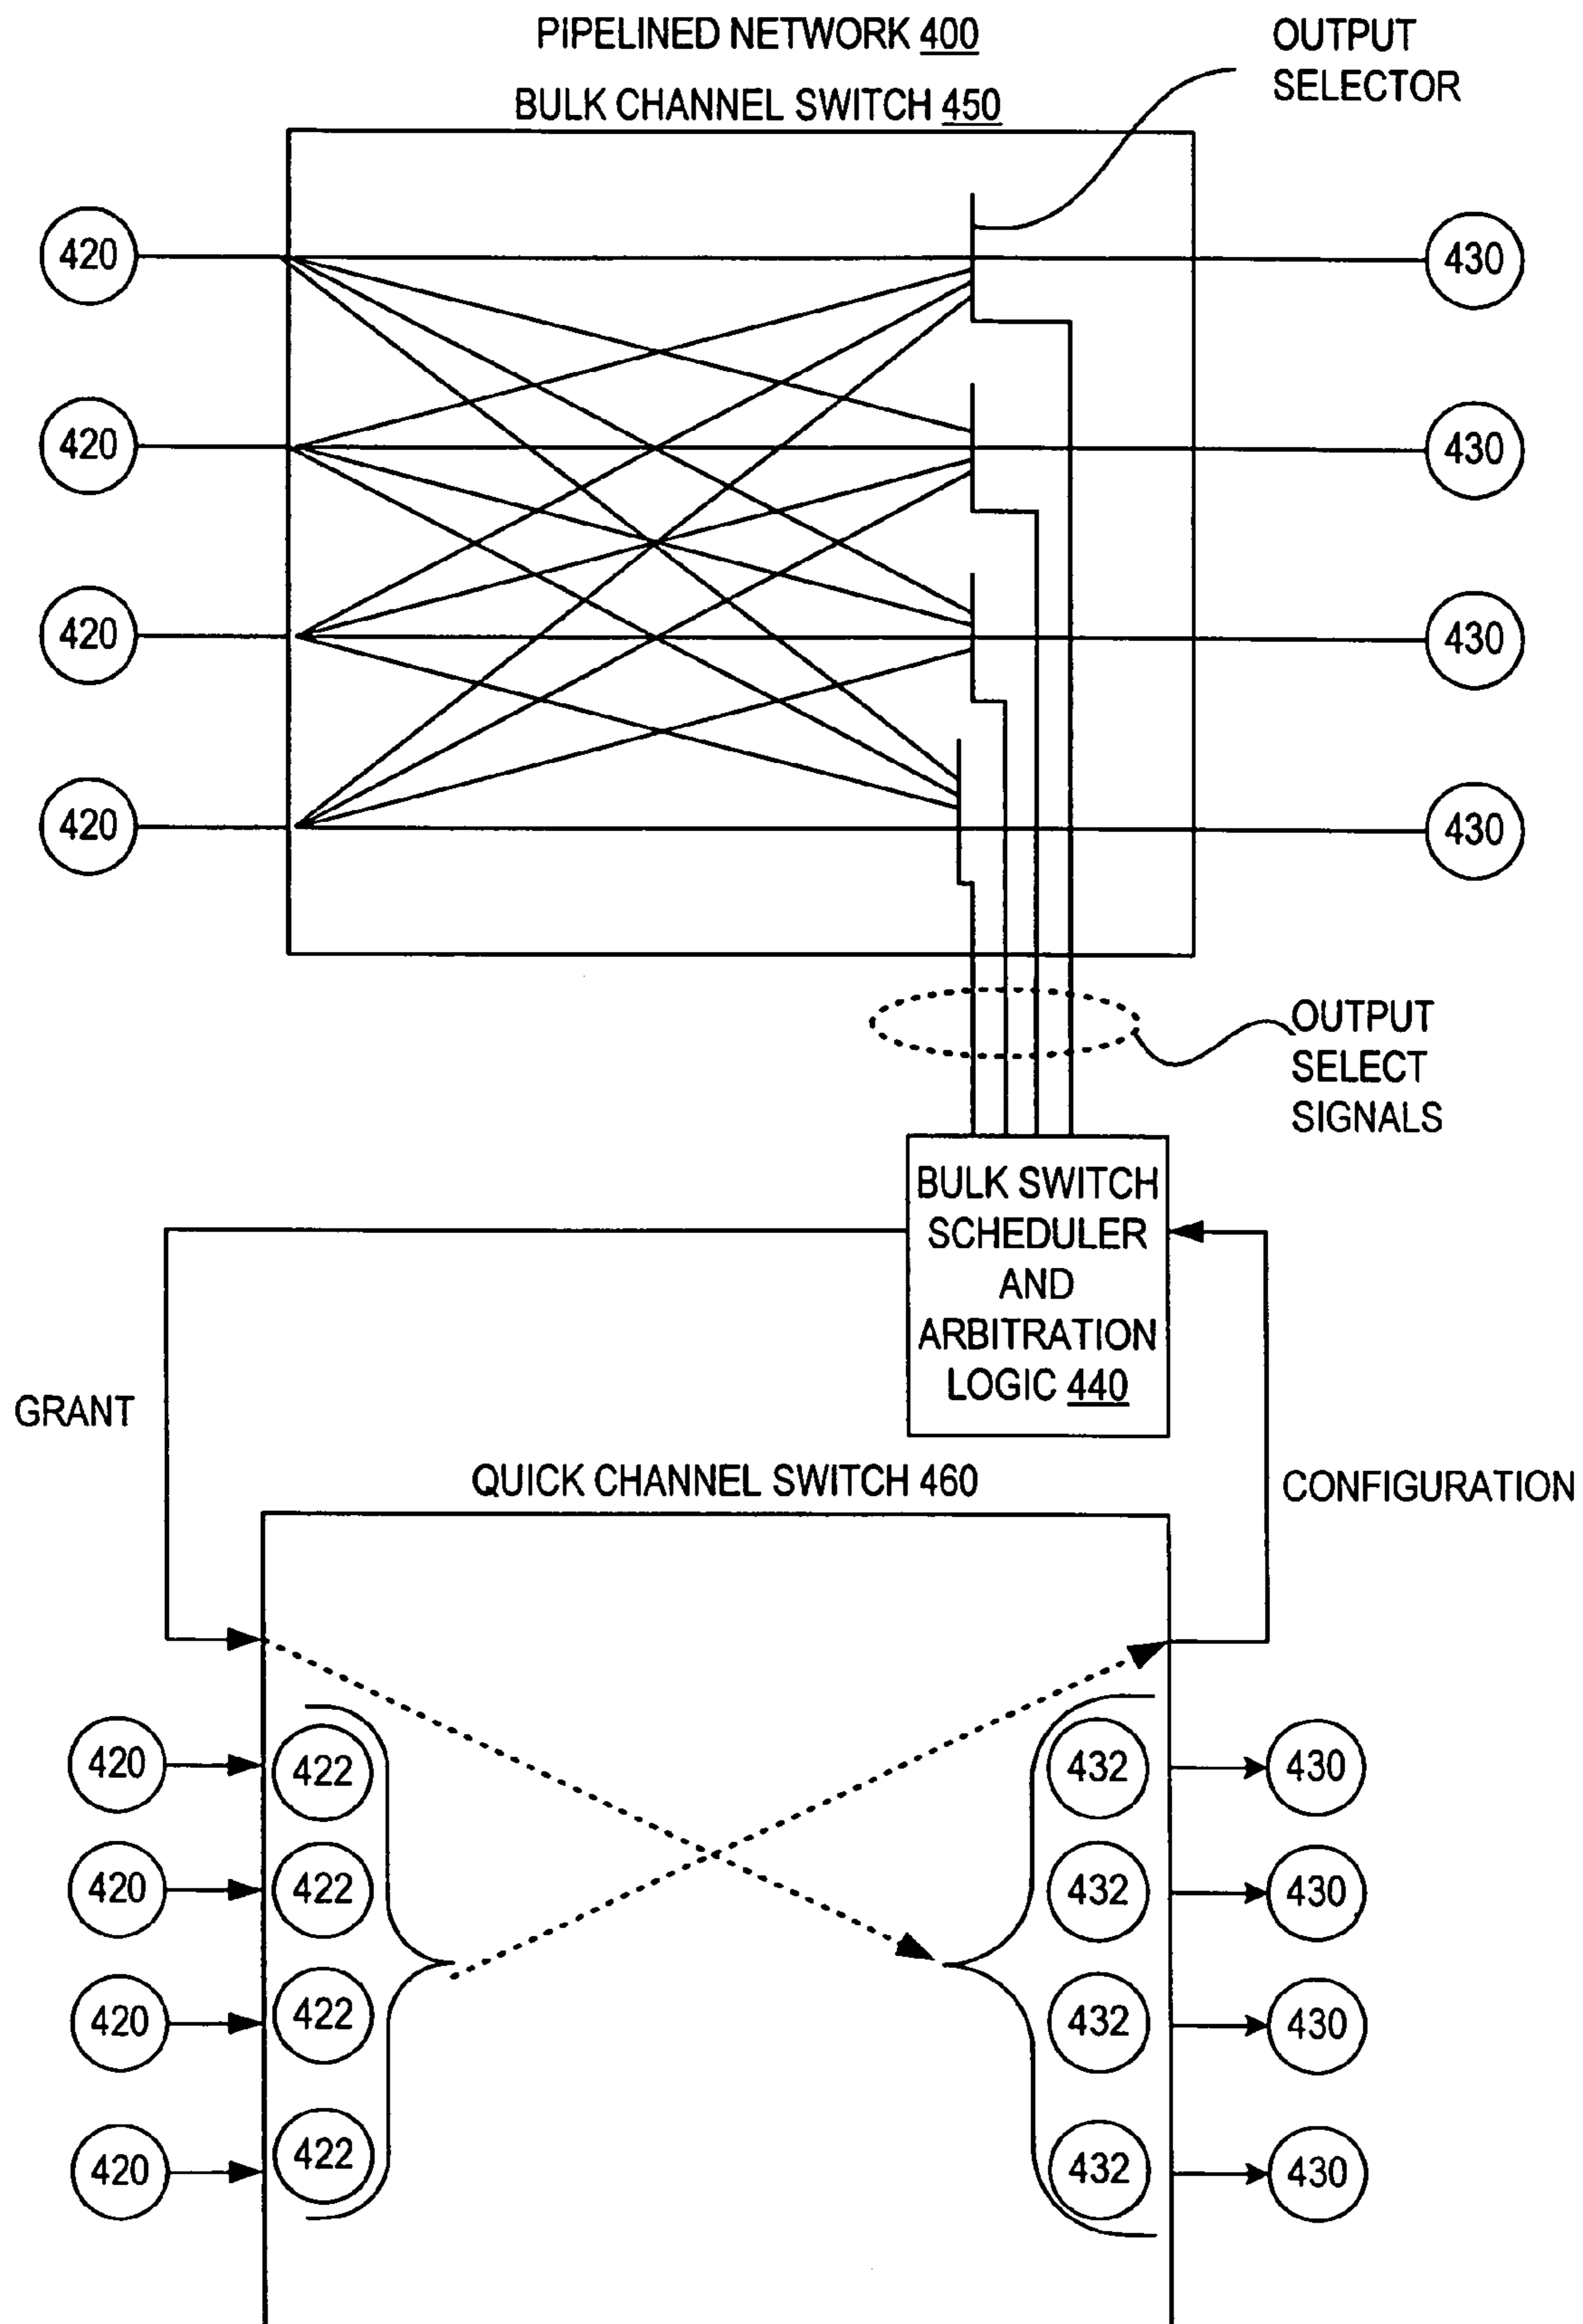 PIPELINED NETWORK 400
OUTPUT
SELECTOR
BULK CHANNEL SWITCH 450
420
430
420
430
420
430
420
430
OUTPUT
SELECT
SIGNALS
BULK SWITCH
SCHEDULER
AND
ARBITRATION
LOGIC 440
GRANT
QUICK CHANNEL SWITCH 460
CONFIGURATION
420
422
432
430
420
422
432
430
420
422
432
430
420
422
432
430